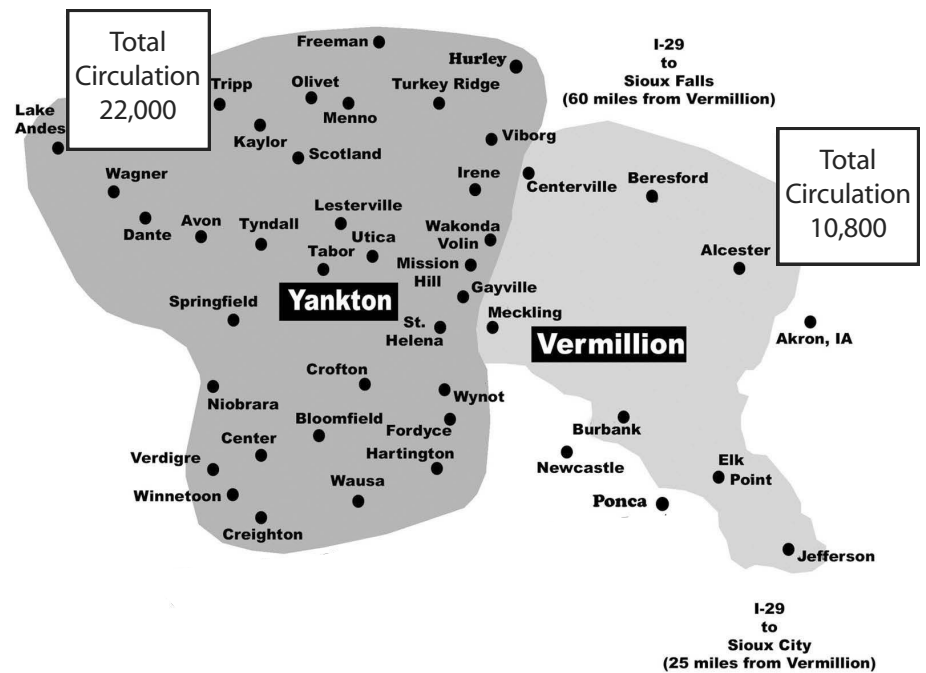 Total
Circulation
22,000
Freeman
Hurley
I-29
to
Sioux Falls
(60 miles from Vermillion)
Tripp
Olivet
Turkey Ridge
Menno
Lake
Andes
Kaylor
Scotland
Viborg
Total
Circulation
10,800
Wagner
Irene
Centerville
Beresford
Dante
Avon
Tyndall
Lesterville
Utica
Wakonda
Volin
Tabor
Mission
Hill
Alcester
Springfield
Yankton
Gayville
St.
Helena
Meckling
Vermillion
Akron, IA
Crofton
Niobrara
Wynot
Bloomfield
Fordyce
Burbank
Center
Hartington
Newcastle
Verdigre
Elk
Point
Winnetoon
Wausa
Ponca
Creighton
Jefferson
I-29
to
Sioux City
(25 miles from Vermillion)